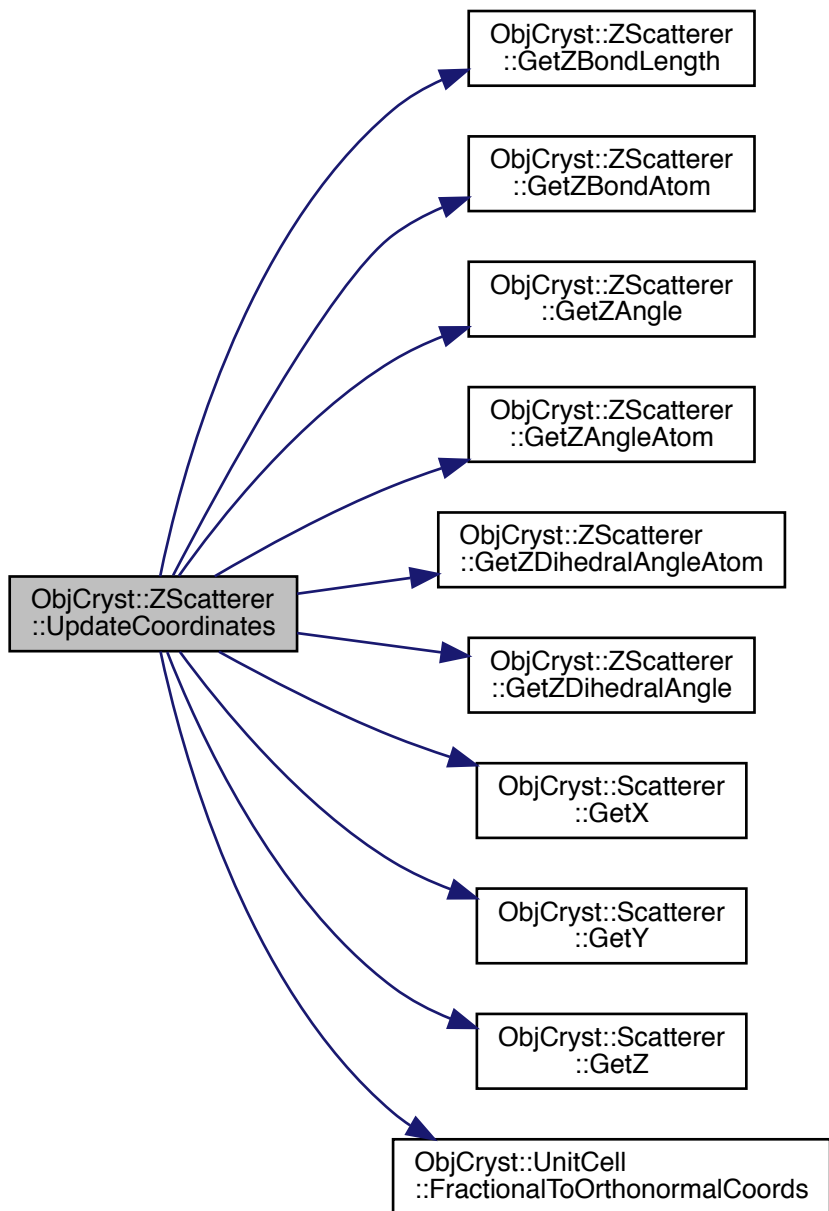 ObjCryst::ZScatterer
::GetZBondLength
ObjCryst::ZScatterer
::GetZBondAtom
ObjCryst::ZScatterer
::GetZAngle
ObjCryst::ZScatterer
::GetZAngleAtom
ObjCryst::ZScatterer
::GetZDihedralAngleAtom
ObjCryst::ZScatterer
::UpdateCoordinates
ObjCryst::ZScatterer
::GetZDihedralAngle
ObjCryst::Scatterer
::GetX
ObjCryst::Scatterer
::GetY
ObjCryst::Scatterer
::GetZ
ObjCryst::UnitCell
::FractionalToOrthonormalCoords